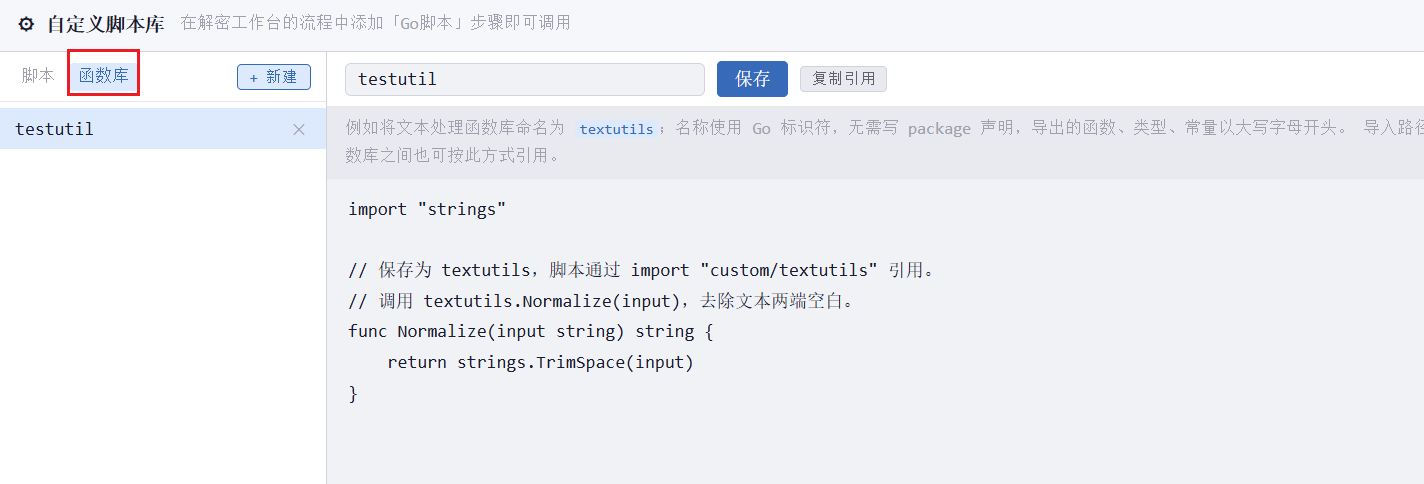 自定义脚本库 在解密工作台的流程中添加「Go脚本」步骤即可调用
脚本 函数库 + 新建
testutil 保存 复制引用
testutil
例如将文本处理函数库命名为 textutils；名称使用 Go 标识符，无需写 package 声明，导出的函数、类型、常量以大写字母开头。 导入路径
数库之间也可按此方式引用。
import "strings"
// 保存为 textutils，脚本通过 import "custom/textutils" 引用。
// 调用 textutils.Normalize(input)，去除文本两端空白。
func Normalize(input string) string {
return strings.TrimSpace(input)
}